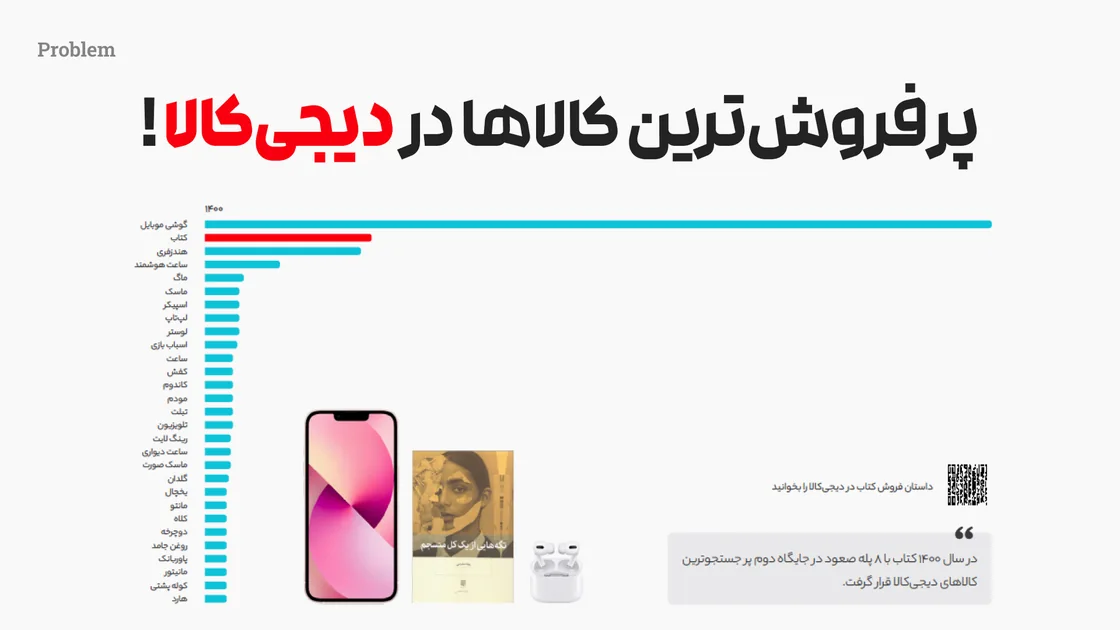 Problem
پرفروش‌ترین کالاها در دیجی‌کالا!
۱۴۰۰
گوشی موبایل
کتاب
هندزفری
ساعت هوشمند
ماگ
ماسک
اسپیکر
لپ‌تاپ
لوستر
اسباب بازی
ساعت
کفش
کاندوم
مودم
تبلت
تلویزیون
رینگ لایت
ساعت دیواری
ماسک صورت
گلدان
یخچال
مانتو
کلاه
دوچرخه
روغن جامد
پاوربانک
مانیتور
کوله پشتی
هارد
تکه‌هایی از یک کل منسجم
داستان فروش کتاب در دیجی‌کالا را بخوانید
“
در سال ۱۴۰۰ کتاب با ۸ پله صعود در جایگاه دوم پر جستجوترین
کالاهای دیجی‌کالا قرار گرفت.